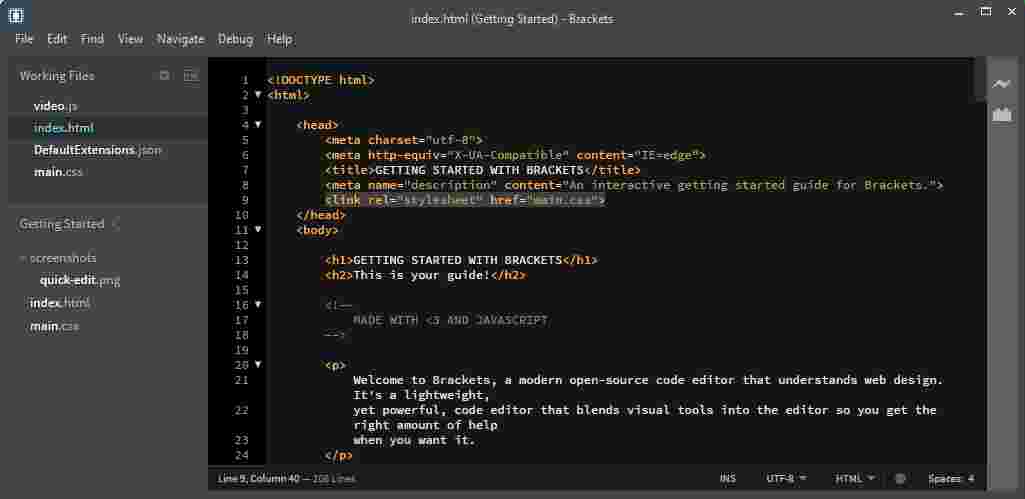 index.html (Getting Started) - Brackets
File Edit Find View Navigate Debug Help
Working Files
video.js
index.html
DefaultExtensions.json
main.css
Getting Started
screenshots
quick-edit.png
index.html
main.css
1 <!DOCTYPE html>
2 <html>
3
4 <head>
5 <meta charset="utf-8">
6 <meta http-equiv="X-UA-Compatible" content="IE=edge">
7 <title>GETTING STARTED WITH BRACKETS</title>
8 <meta name="description" content="An interactive getting started guide for Brackets.">
9 <link rel="stylesheet" href="main.css">
10 </head>
11 <body>
12
13 <h1>GETTING STARTED WITH BRACKETS</h1>
14 <h2>This is your guide!</h2>
15
16 <!--
17 MADE WITH <3 AND JAVASCRIPT
18 -->
19
20 <p>
21 Welcome to Brackets, a modern open-source code editor that understands web design.
It's a lightweight,
22 yet powerful, code editor that blends visual tools into the editor so you get the
right amount of help
23 when you want it.
24 </p>
Line 9, Column 40 — 208 Lines INS UTF-8 HTML Spaces: 4